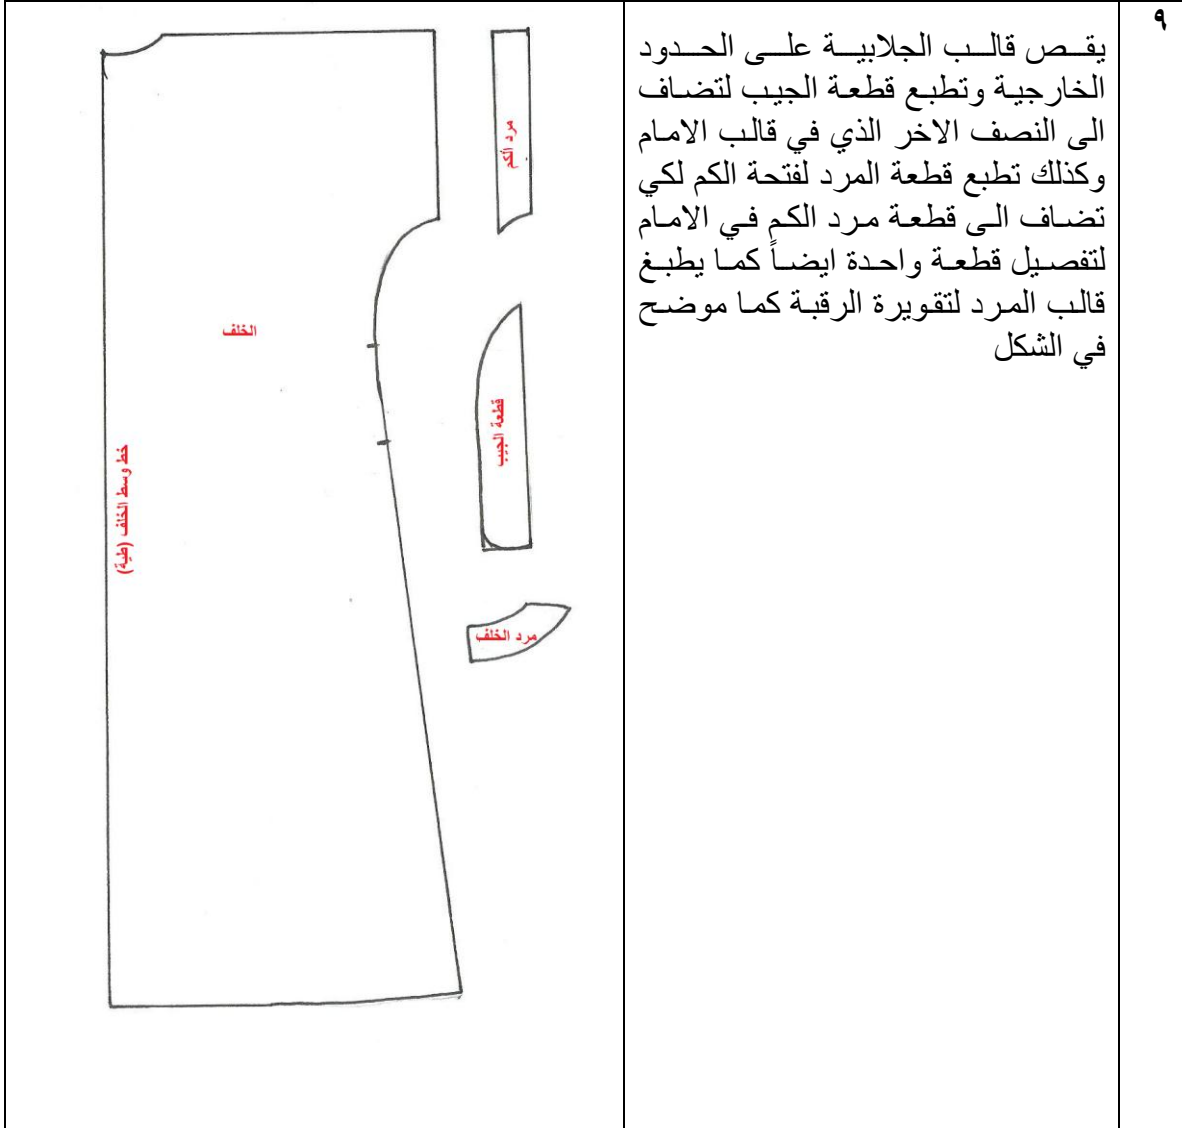 ٩
يقص قالب الجلابية على الحدود
الخارجية وتطبع قطعة الجيب لتضاف
الى النصف الاخر الذي في قالب الامام
وكذلك تطبع قطعة المرد لفتحة الكم لكي
تضاف الى قطعة مرد الكم في الامام
لتفصيل قطعة واحدة ايضاً كما يطبغ
قالب المرد لتقويرة الرقبة كما موضح
في الشكل
مرد الكم
الخلف
قطعة الجيب
خط وسط الخلف (طية)
مرد الخلف